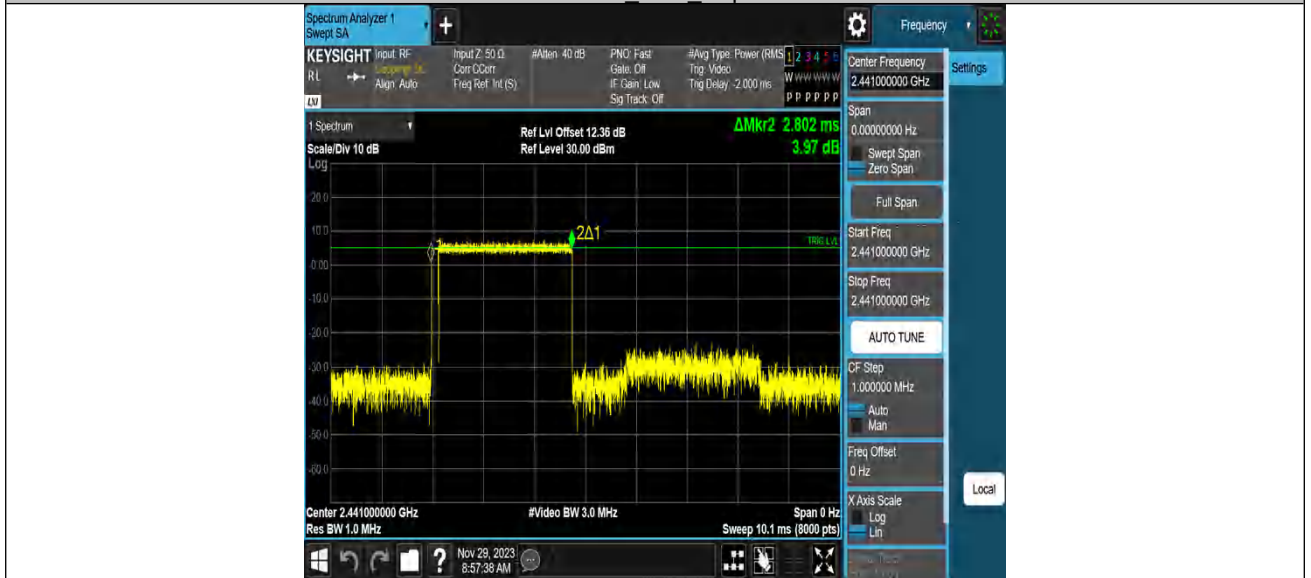 Spectrum Analyzer 1
Swept SA
+
Frequency
KEYSIGHT
RL
LXI
Input: RF
Align: Auto
Input Z: 50 Ω
Corr CCorr
Freq Ref: Int (S)
#Atten: 40 dB
PNO: Fast
Gate: Off
IF Gain: Low
Sig Track: Off
#Avg Type: Power (RMS
Trig: Video
Trig Delay: -2.000 ms
1 2 3 4 5 6
W W W W W W
P P P P P P
Center Frequency
2.441000000 GHz
Settings
1 Spectrum
Scale/Div 10 dB
Log
Ref Lvl Offset 12.36 dB
Ref Level 30.00 dBm
ΔMkr2 2.802 ms
3.97 dB
Span
0.00000000 Hz
Swept Span
Zero Span
Full Span
Start Freq
2.441000000 GHz
Stop Freq
2.441000000 GHz
AUTO TUNE
CF Step
1.000000 MHz
Auto
Man
Freq Offset
0 Hz
X Axis Scale
Log
Lin
Local
20.0
10.0
0.00
-10.0
-20.0
-30.0
-40.0
-50.0
-60.0
1
2Δ1
TRIG LVL
Center 2.441000000 GHz
Res BW 1.0 MHz
#Video BW 3.0 MHz
Span 0 Hz
Sweep 10.1 ms (8000 pts)
?
Nov 29, 2023
8:57:38 AM